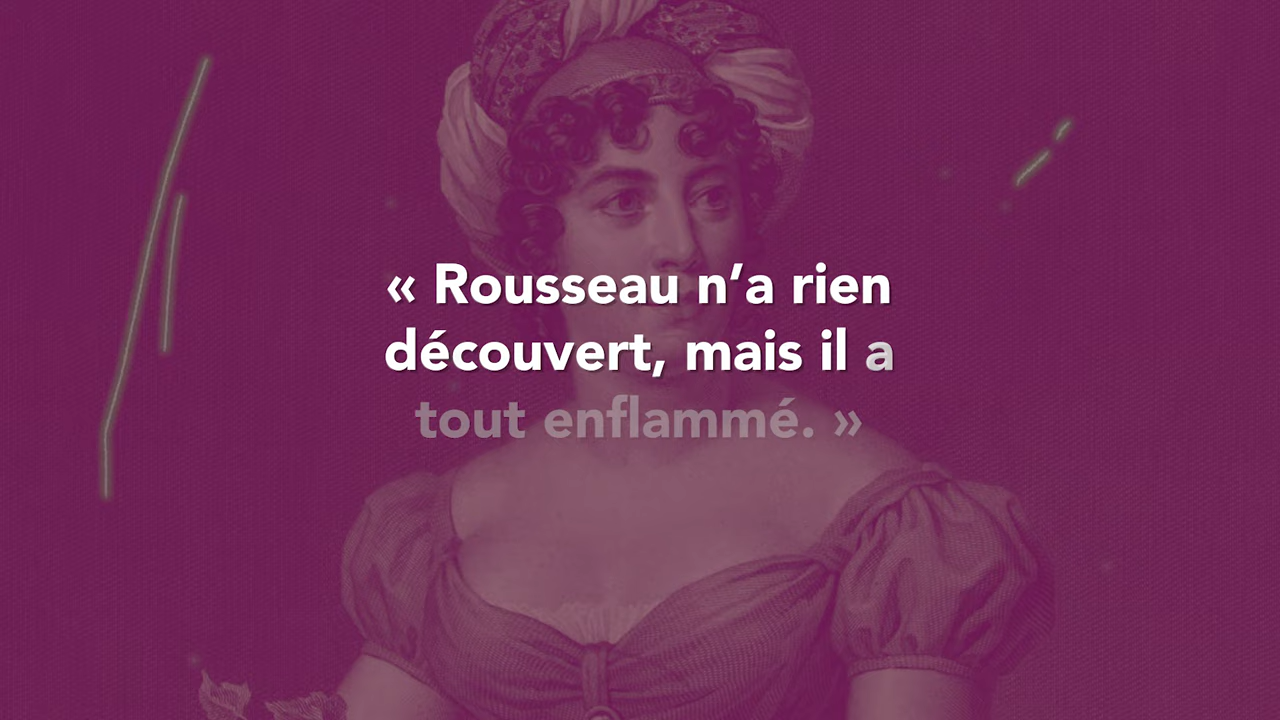 « Rousseau n’a rien
découvert, mais il a
tout enflammé. »